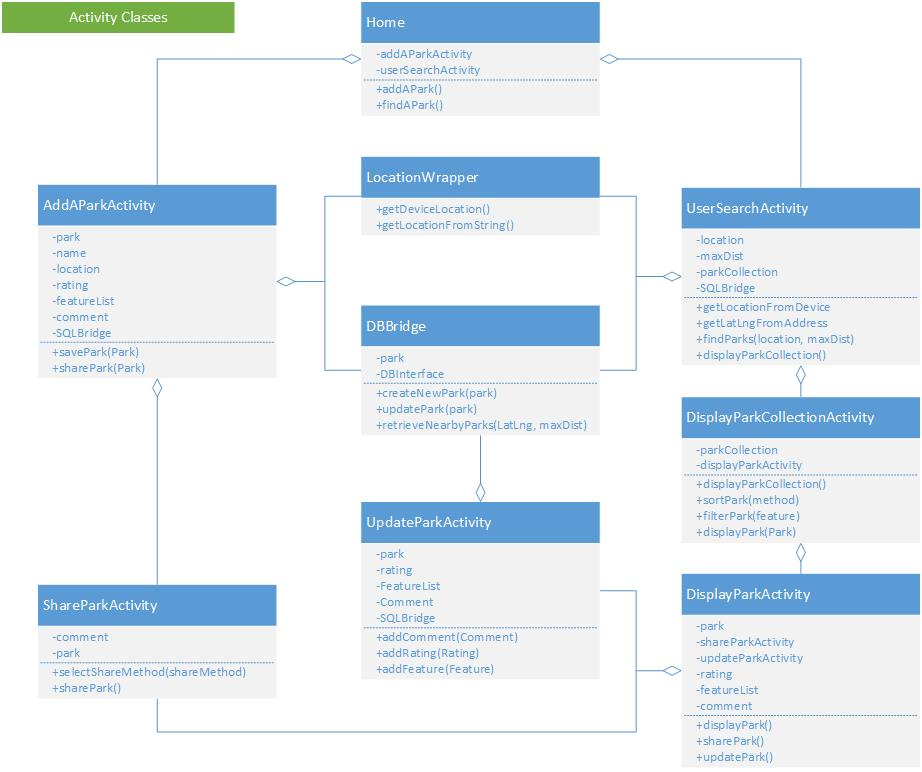 Activity Classes
Home
-addAParkActivity
-userSearchActivity
+addAPark()
+findAPark()
LocationWrapper
+getDeviceLocation()
+getLocationFromString()
AddAParkActivity
-park
-name
-location
-rating
-featureList
-comment
-SQLBridge
+savePark(Park)
+sharePark(Park)
UserSearchActivity
-location
-maxDist
-parkCollection
-SQLBridge
+getLocationFromDevice
+getLatLngFromAddress
+findParks(location, maxDist)
+displayParkCollection()
DBBridge
-park
-DBInterface
+createNewPark(park)
+updatePark(park)
+retrieveNearbyParks(LatLng, maxDist)
DisplayParkCollectionActivity
-parkCollection
-displayParkActivity
+displayParkCollection()
+sortPark(method)
+filterPark(feature)
+displayPark(Park)
UpdateParkActivity
-park
-rating
-FeatureList
-Comment
-SQLBridge
+addComment(Comment)
+addRating(Rating)
+addFeature(Feature)
ShareParkActivity
-comment
-park
+selectShareMethod(shareMethod)
+sharePark()
DisplayParkActivity
-park
-shareParkActivity
-updateParkActivity
-rating
-featureList
-comment
+displayPark()
+sharePark()
+updatePark()